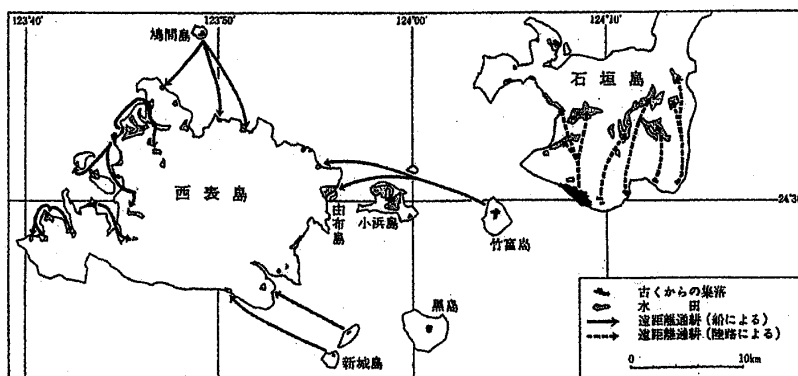 123°40′
123°50′
124°00′
124°10′
鳩間島
石垣島
西表島
由布島
小浜島
竹富島
24°30
黒島
新城島
古くからの集落
水田
遠距離通耕(船による)
遠距離通耕(陸路による)
0 10km